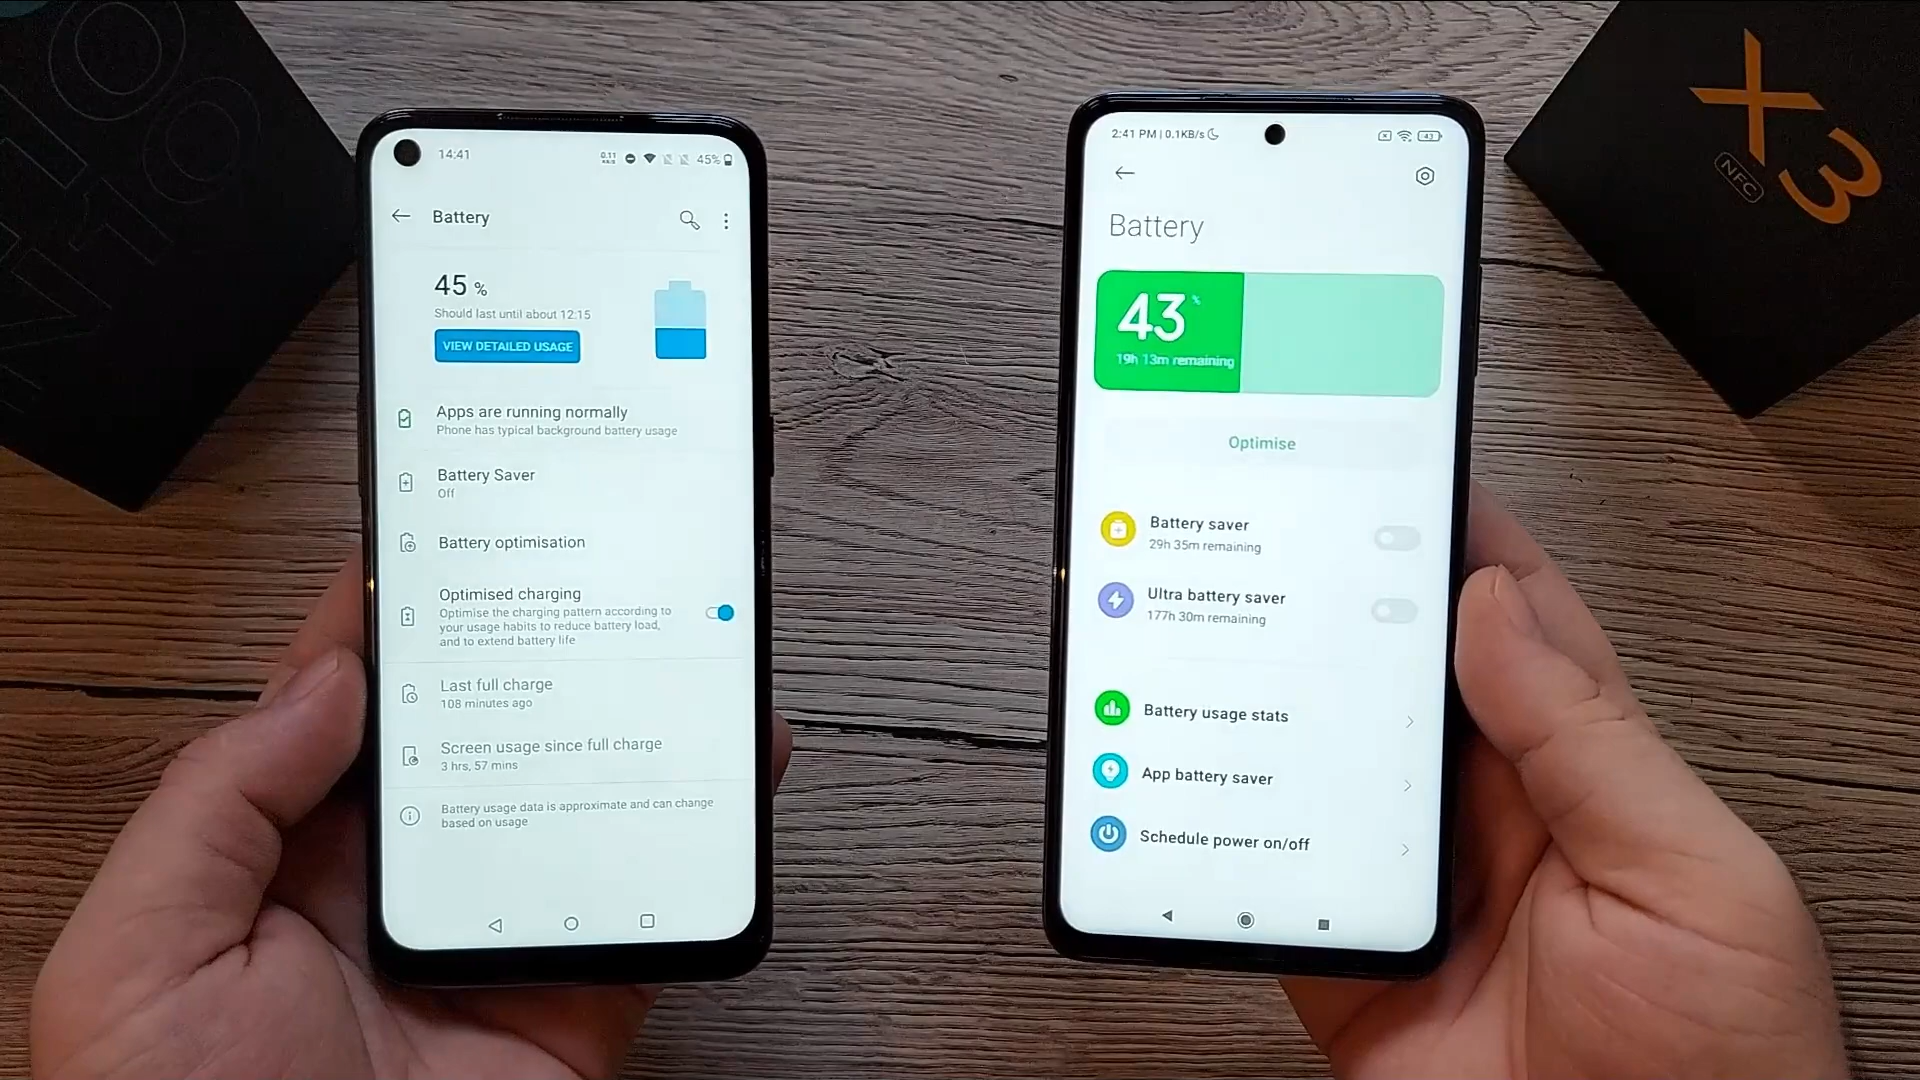 14:41
0.11
45%
Battery
45 %
Should last until about 12:15
VIEW DETAILED USAGE
Apps are running normally
Phone has typical background battery usage
Battery Saver
Off
Battery optimisation
Optimised charging
Optimise the charging pattern according to
your usage habits to reduce battery load,
and to extend battery life
Last full charge
108 minutes ago
Screen usage since full charge
3 hrs, 57 mins
Battery usage data is approximate and can change
based on usage
2:41 PM | 0.1KB/s
43
Battery
43 %
19h 13m remaining
Optimise
Battery saver
29h 35m remaining
Ultra battery saver
177h 30m remaining
Battery usage stats
App battery saver
Schedule power on/off
X3
NFC